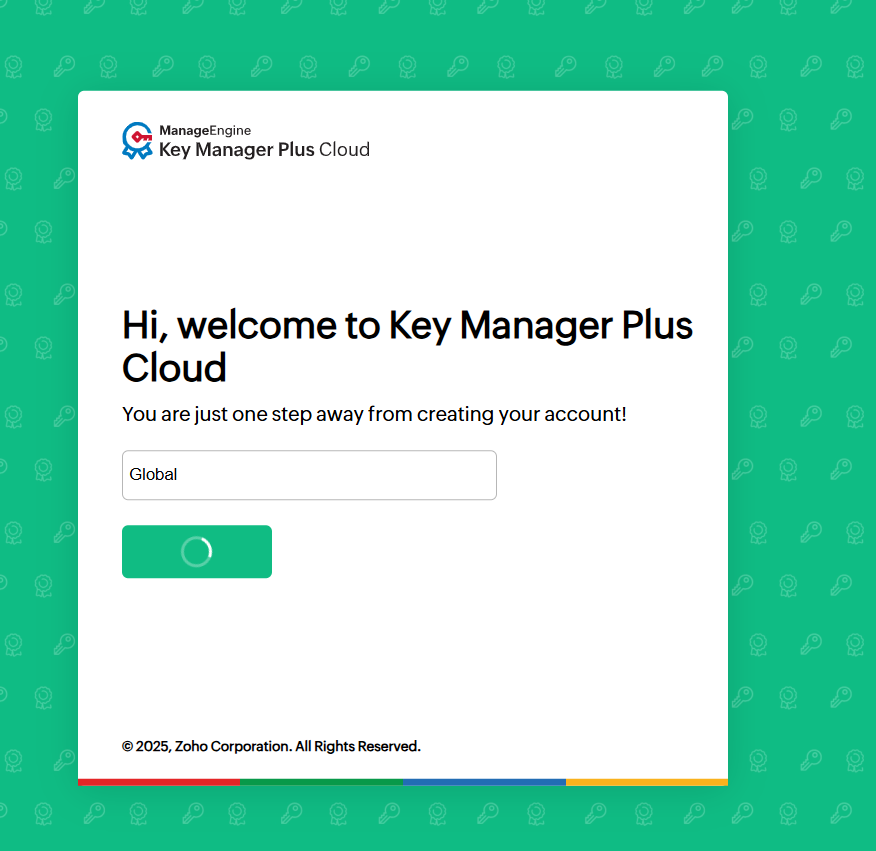 ManageEngine
Key Manager Plus Cloud
Hi, welcome to Key Manager Plus
Cloud
You are just one step away from creating your account!
Global
© 2025, Zoho Corporation. All Rights Reserved.